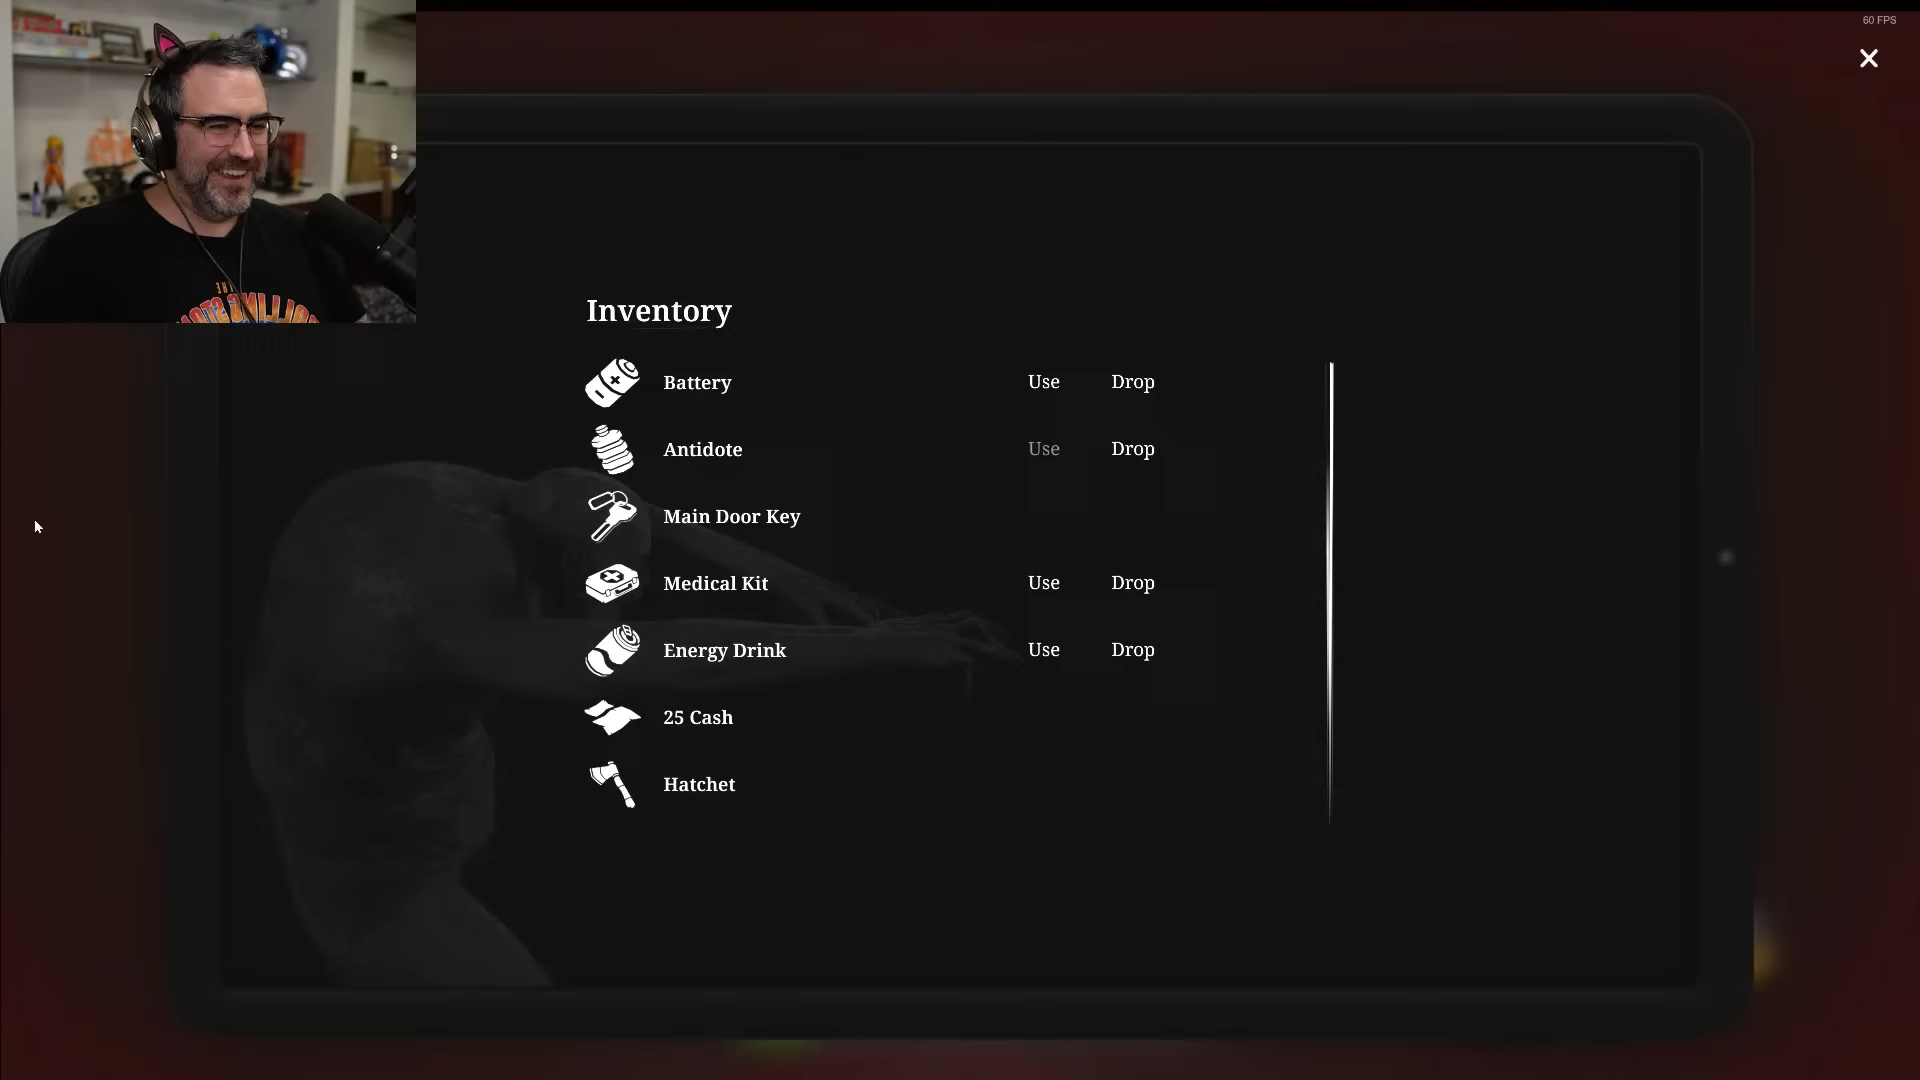 60 FPS
Inventory
Battery Use Drop
Antidote Use Drop
Main Door Key
Medical Kit Use Drop
Energy Drink Use Drop
25 Cash
Hatchet